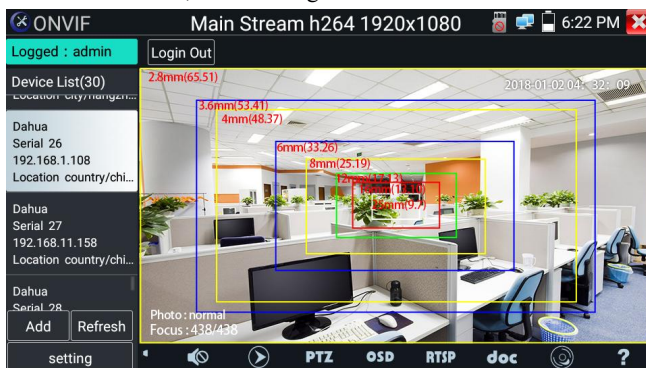 ONVIF
Main Stream h264 1920x1080
6:22 PM
Logged : admin
Login Out
Device List(30)
Dahua
Serial 26
192.168.1.108
Location country/chi...
Dahua
Serial 27
192.168.11.158
Location country/chi...
Dahua
Serial 28
Add
Refresh
setting
2.8mm(65.51)
2018-01-02 04: 32: 09
3.6mm(53.41)
4mm(48.37)
6mm(33.26)
8mm(25.19)
Photo : normal
Focus : 438/438
PTZ
OSD
RTSP
doc
?